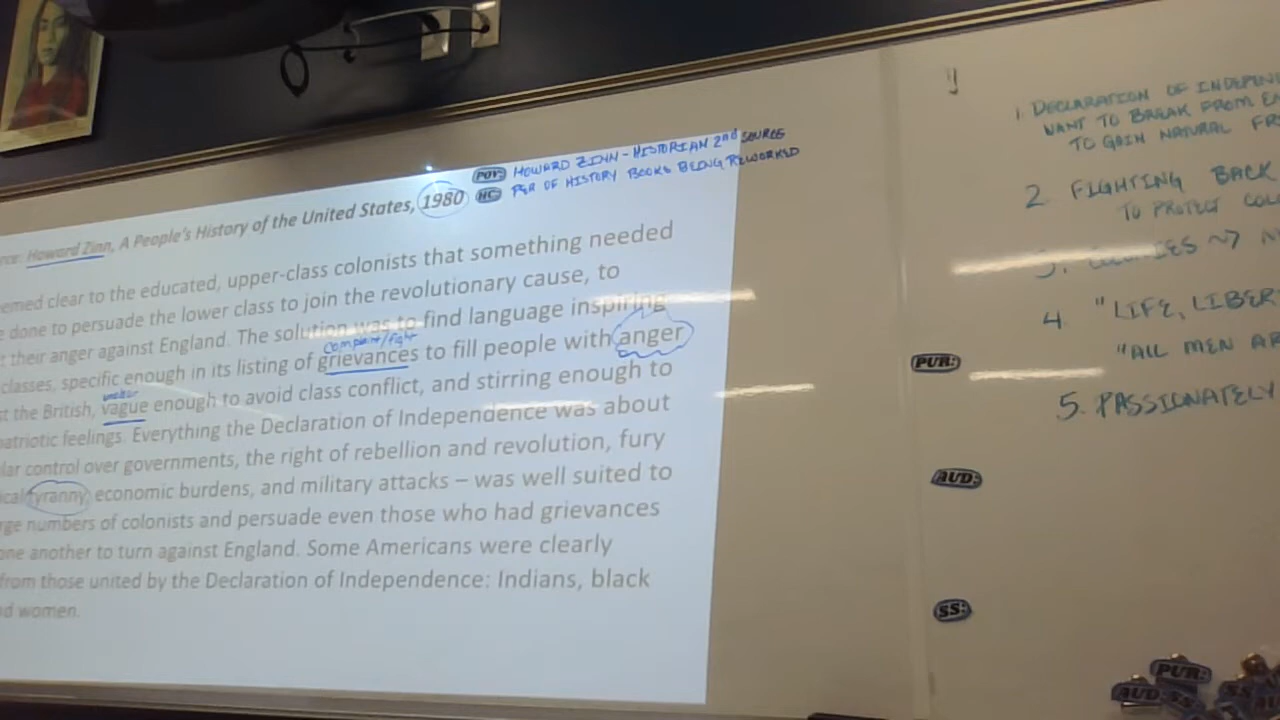 POV: HOWARD ZINN - HISTORIAN 2nd SOURCE
HC: PER OF HISTORY BOOKS BEING REWORKED
rce: Howard Zinn, A People's History of the United States, 1980
emed clear to the educated, upper-class colonists that something needed
e done to persuade the lower class to join the revolutionary cause, to
t their anger against England. The solution was to find language inspiring
complaint/fight
classes, specific enough in its listing of grievances to fill people with anger
unclear
st the British, vague enough to avoid class conflict, and stirring enough to
patriotic feelings. Everything the Declaration of Independence was about
lar control over governments, the right of rebellion and revolution, fury
ical tyranny, economic burdens, and military attacks – was well suited to
rge numbers of colonists and persuade even those who had grievances
one another to turn against England. Some Americans were clearly
from those united by the Declaration of Independence: Indians, black
nd women.
1. DECLARATION OF INDEPEN
WANT TO BREAK FROM E
TO GAIN NATURAL FR
2. FIGHTING BACK
TO PROTECT COL
3. COLONIES
4. "LIFE, LIBER
"ALL MEN AR
5. PASSIONATELY
PUR:
AUD:
SS:
PUR:
AUD:
SS